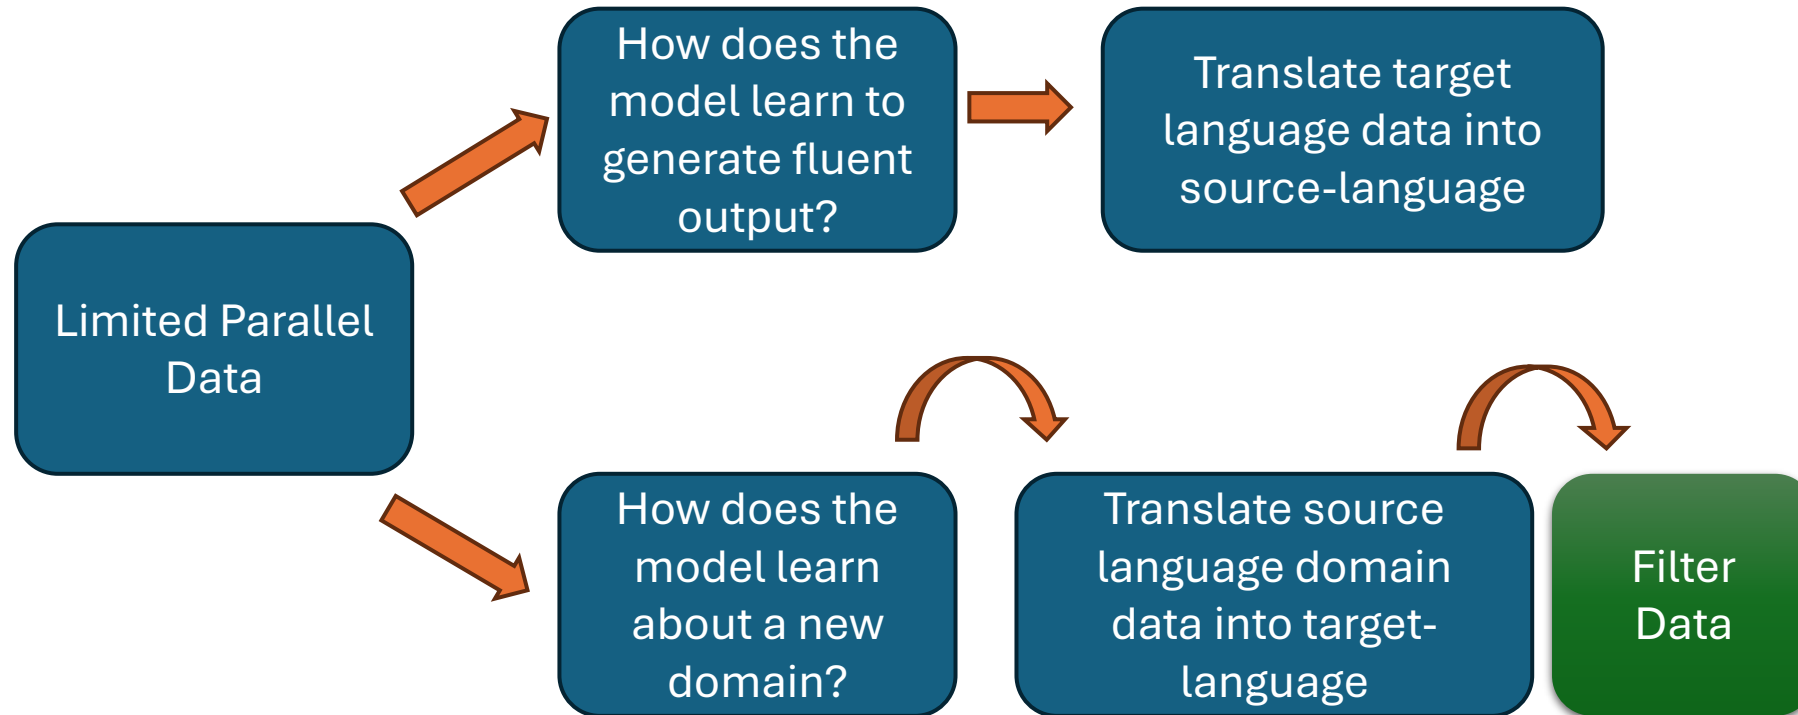 How does the
model learn to
generate fluent
output?
Translate target
language data into
source-language
Limited Parallel
Data
How does the
model learn
about a new
domain?
Translate source
language domain
data into target-
language
Filter
Data